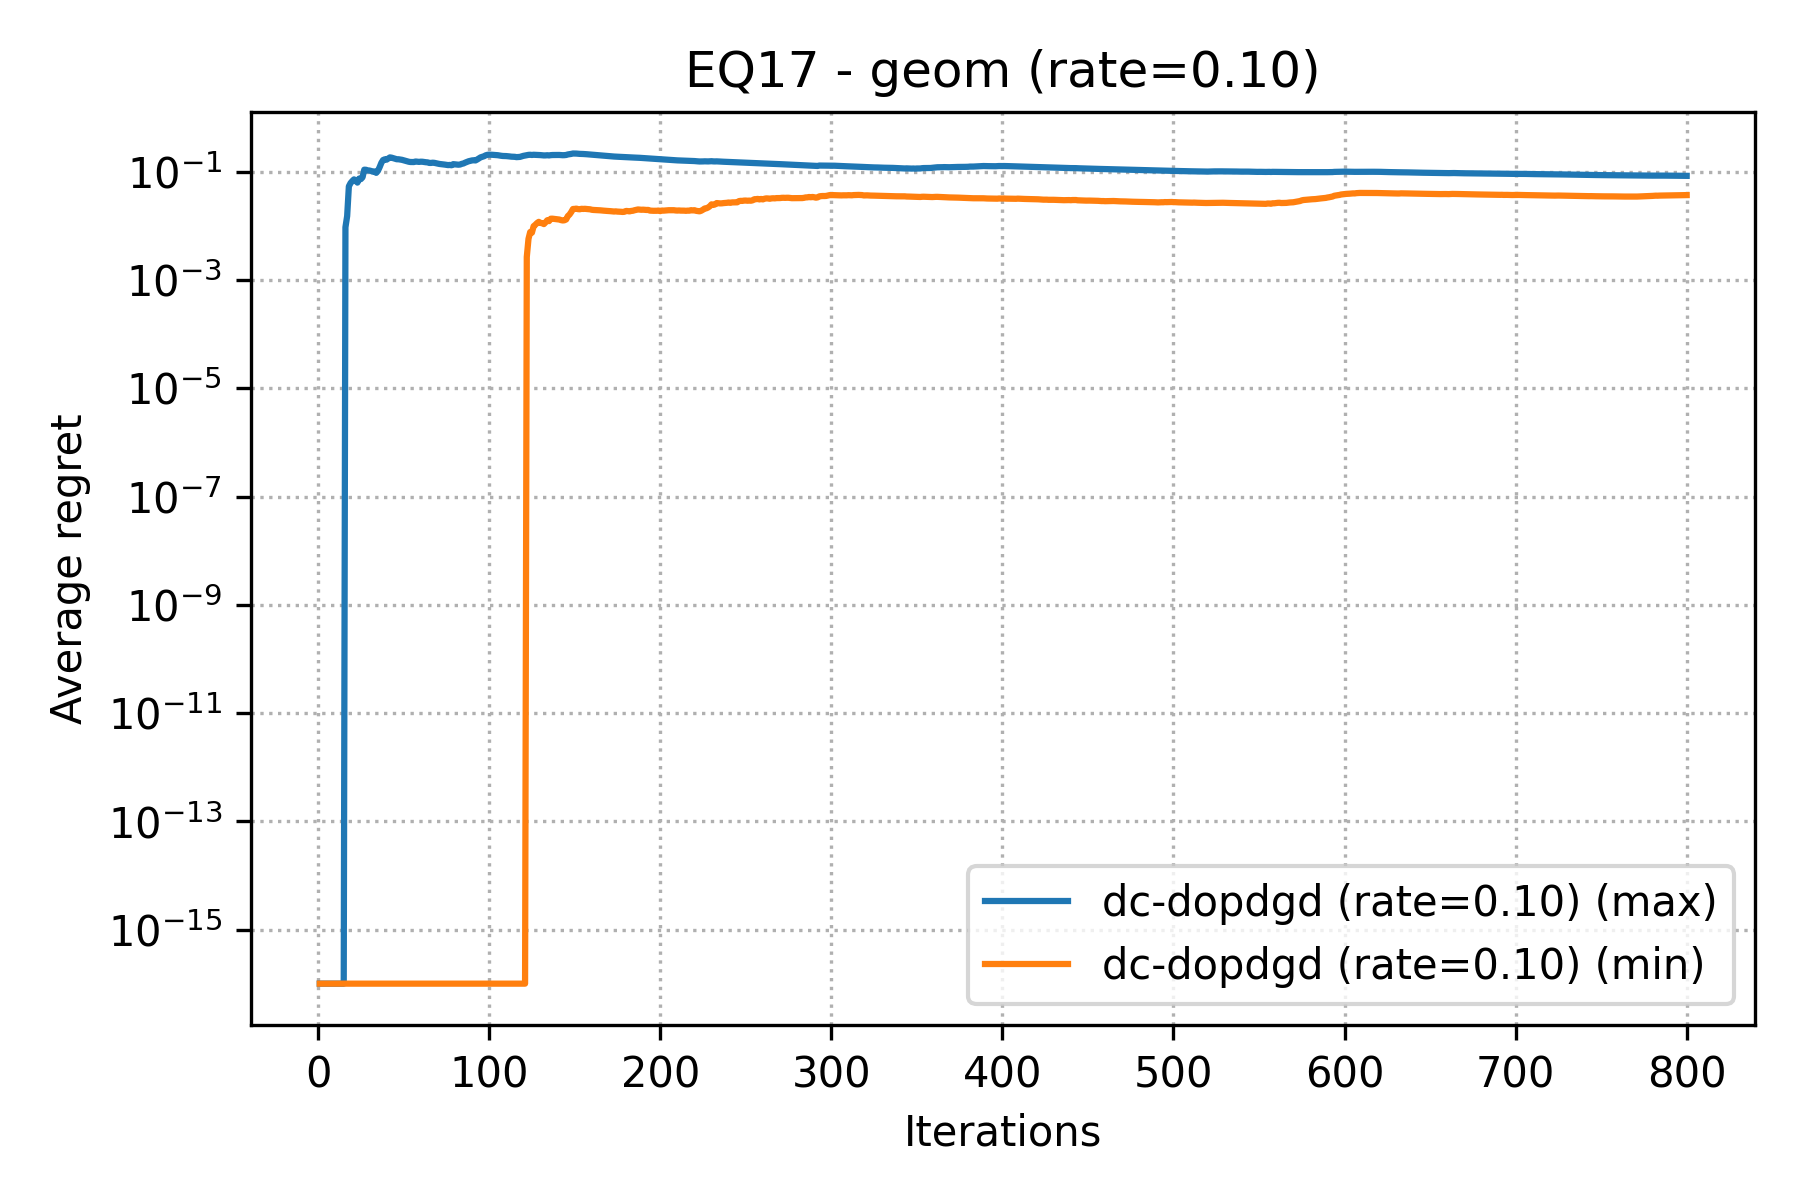 EQ17 - geom (rate=0.10)
Average regret
10⁻¹
10⁻³
10⁻⁵
10⁻⁷
10⁻⁹
10⁻¹¹
10⁻¹³
10⁻¹⁵
dc-dopdgd (rate=0.10) (max)
dc-dopdgd (rate=0.10) (min)
0 100 200 300 400 500 600 700 800
Iterations